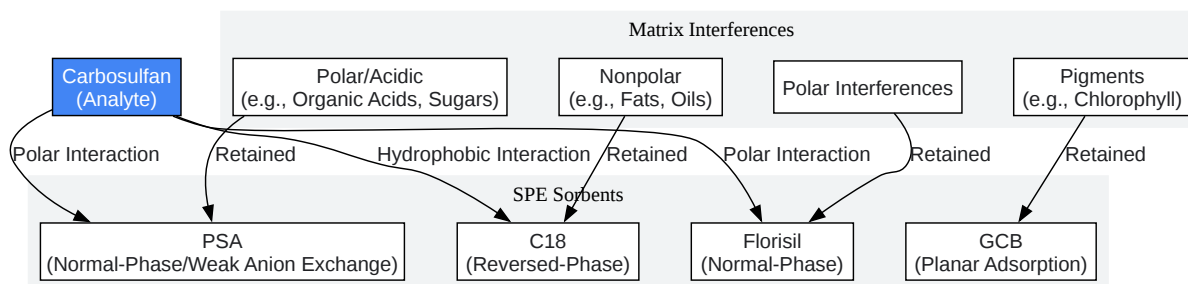 Matrix Interferences
Carbosulfan
(Analyte)
Polar/Acidic
(e.g., Organic Acids, Sugars)
Nonpolar
(e.g., Fats, Oils)
Polar Interferences
Pigments
(e.g., Chlorophyll)
Polar Interaction
Retained
Hydrophobic Interaction
Retained
Polar Interaction
Retained
Retained
SPE Sorbents
PSA
(Normal-Phase/Weak Anion Exchange)
C18
(Reversed-Phase)
Florisil
(Normal-Phase)
GCB
(Planar Adsorption)